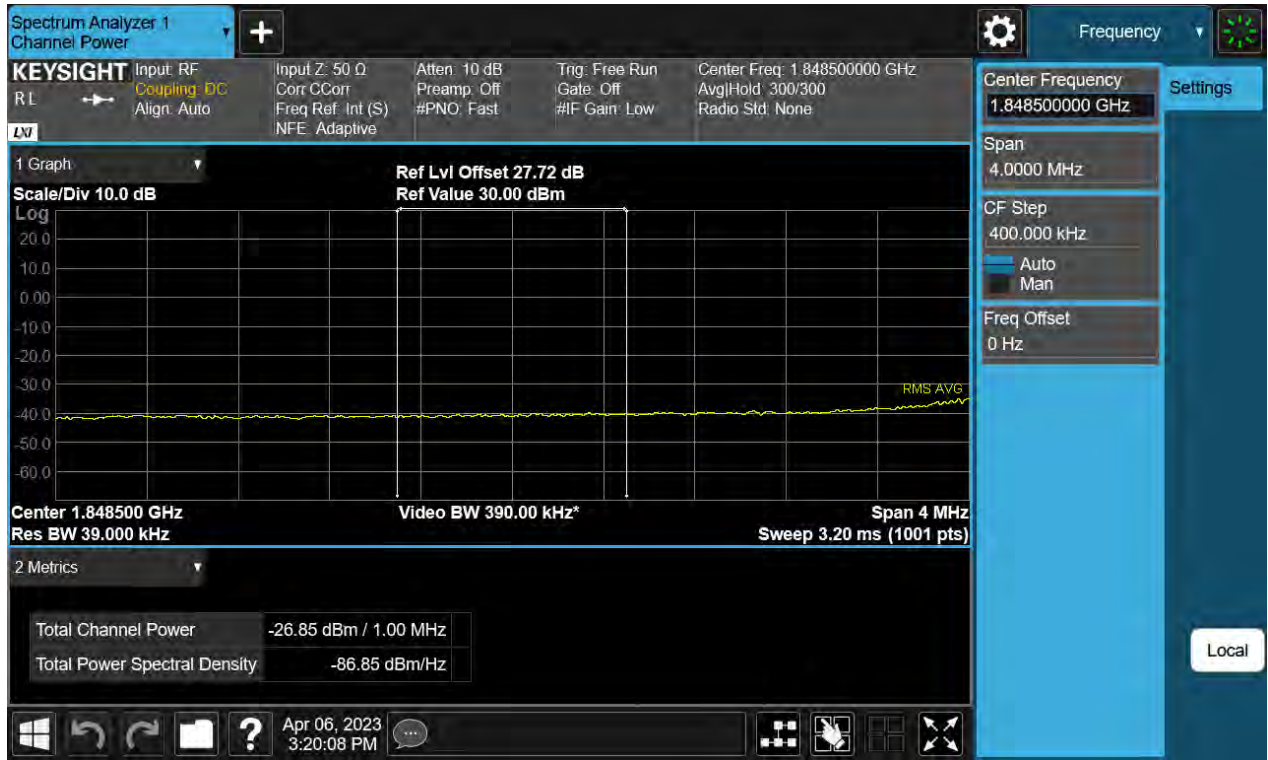 Spectrum Analyzer 1
Channel Power
Frequency
KEYSIGHT
RL
LXI
Input: RF
Coupling: DC
Align: Auto
Input Z: 50 Ω
Corr CCorr
Freq Ref: Int (S)
NFE: Adaptive
Atten: 10 dB
Preamp: Off
#PNO: Fast
Trig: Free Run
Gate: Off
#IF Gain: Low
Center Freq: 1.848500000 GHz
Avg|Hold: 300/300
Radio Std: None
Center Frequency
1.848500000 GHz
Settings
Span
4.0000 MHz
CF Step
400.000 kHz
Auto
Man
Freq Offset
0 Hz
1 Graph
Scale/Div 10.0 dB
Ref Lvl Offset 27.72 dB
Ref Value 30.00 dBm
Log
20.0
10.0
0.00
-10.0
-20.0
-30.0
-40.0
-50.0
-60.0
RMS AVG
Center 1.848500 GHz
Res BW 39.000 kHz
Video BW 390.00 kHz*
Span 4 MHz
Sweep 3.20 ms (1001 pts)
2 Metrics
Total Channel Power -26.85 dBm / 1.00 MHz
Total Power Spectral Density -86.85 dBm/Hz
Local
?
Apr 06, 2023
3:20:08 PM